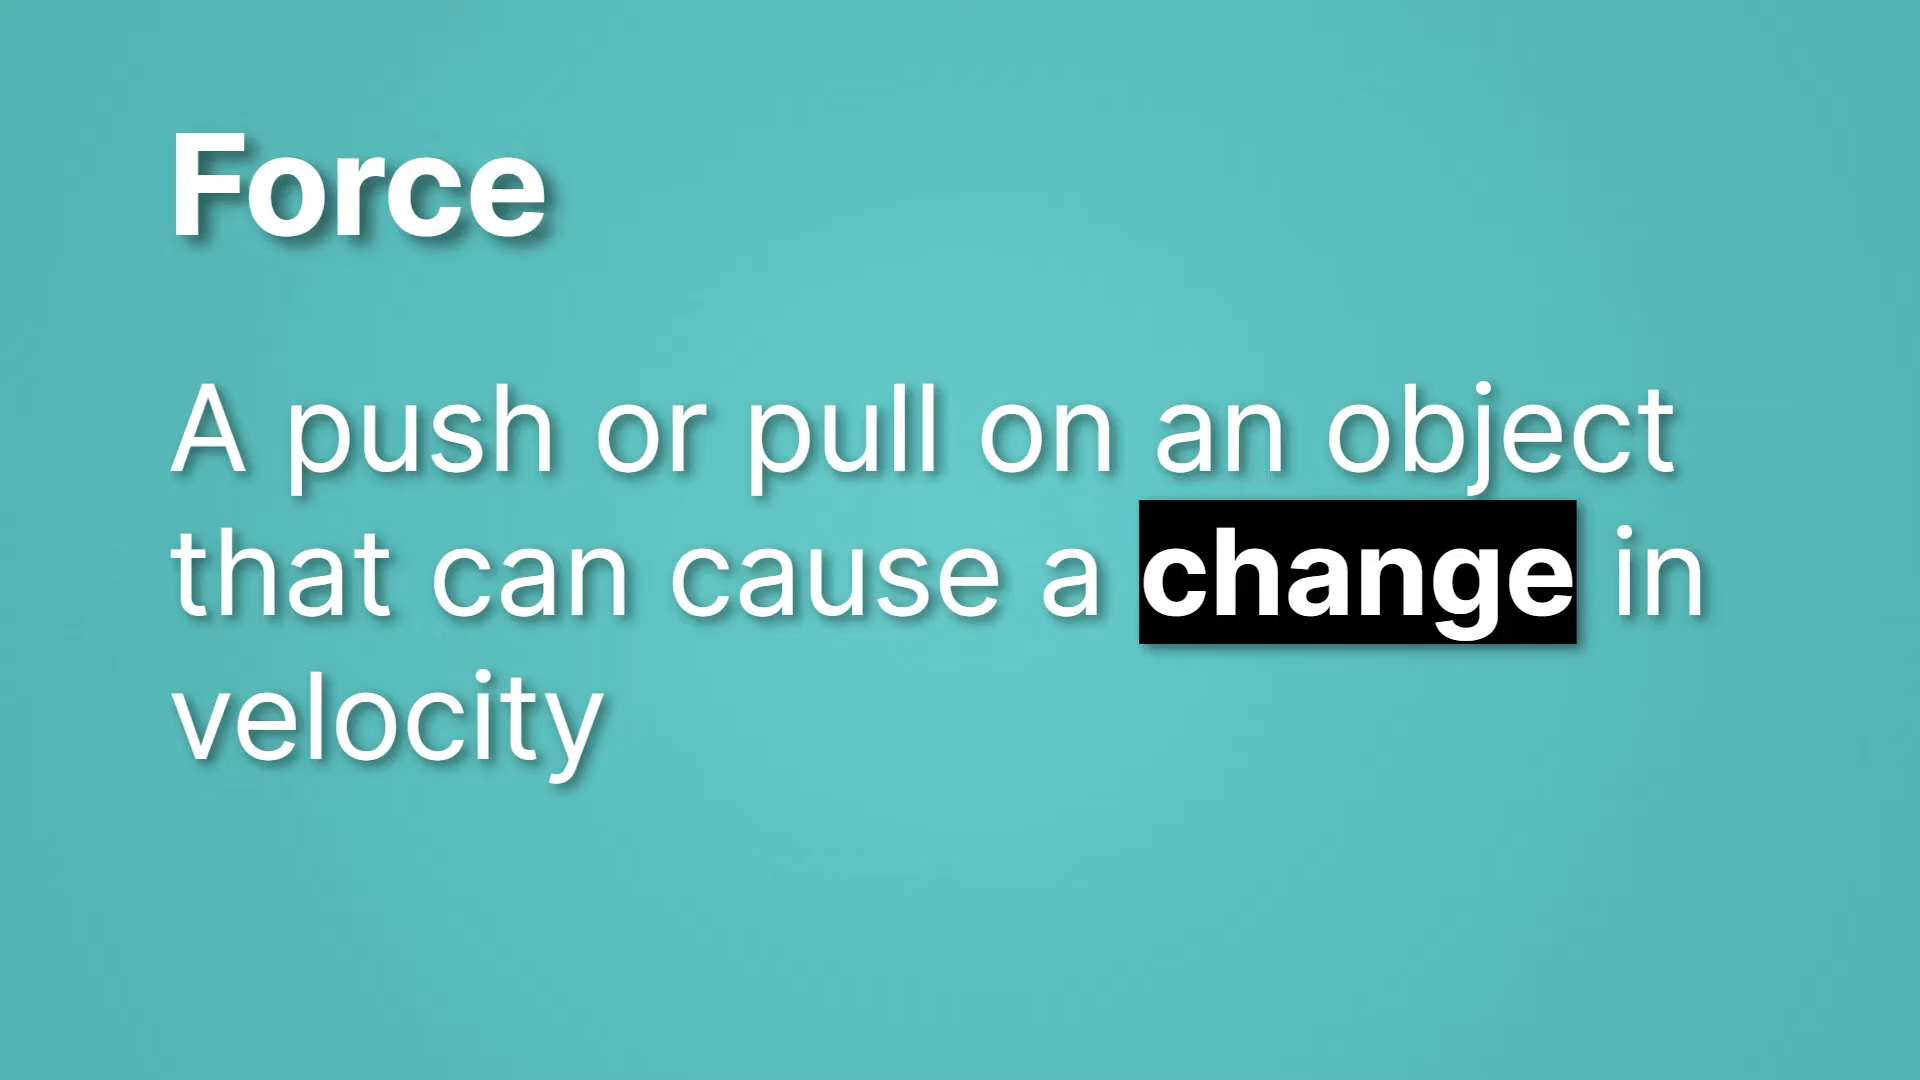 Force
A push or pull on an object
that can cause a change in
velocity